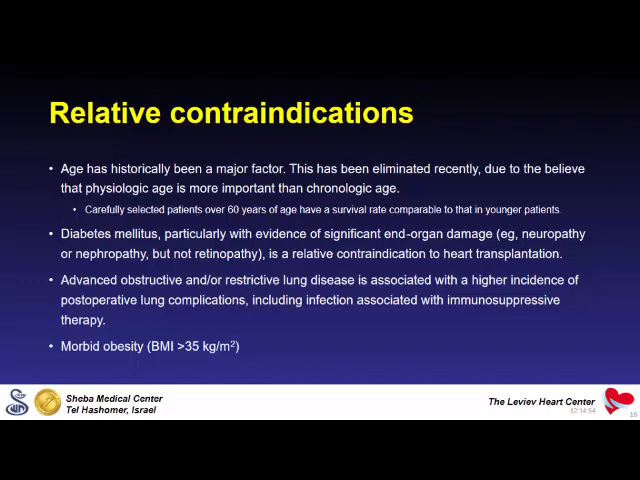 Relative contraindications
• Age has historically been a major factor. This has been eliminated recently, due to the believe
that physiologic age is more important than chronologic age.
• Carefully selected patients over 60 years of age have a survival rate comparable to that in younger patients.
• Diabetes mellitus, particularly with evidence of significant end-organ damage (eg, neuropathy
or nephropathy, but not retinopathy), is a relative contraindication to heart transplantation.
• Advanced obstructive and/or restrictive lung disease is associated with a higher incidence of
postoperative lung complications, including infection associated with immunosuppressive
therapy.
• Morbid obesity (BMI >35 kg/m²)
Sheba Medical Center
Tel Hashomer, Israel
The Leviev Heart Center
12:14:54
16